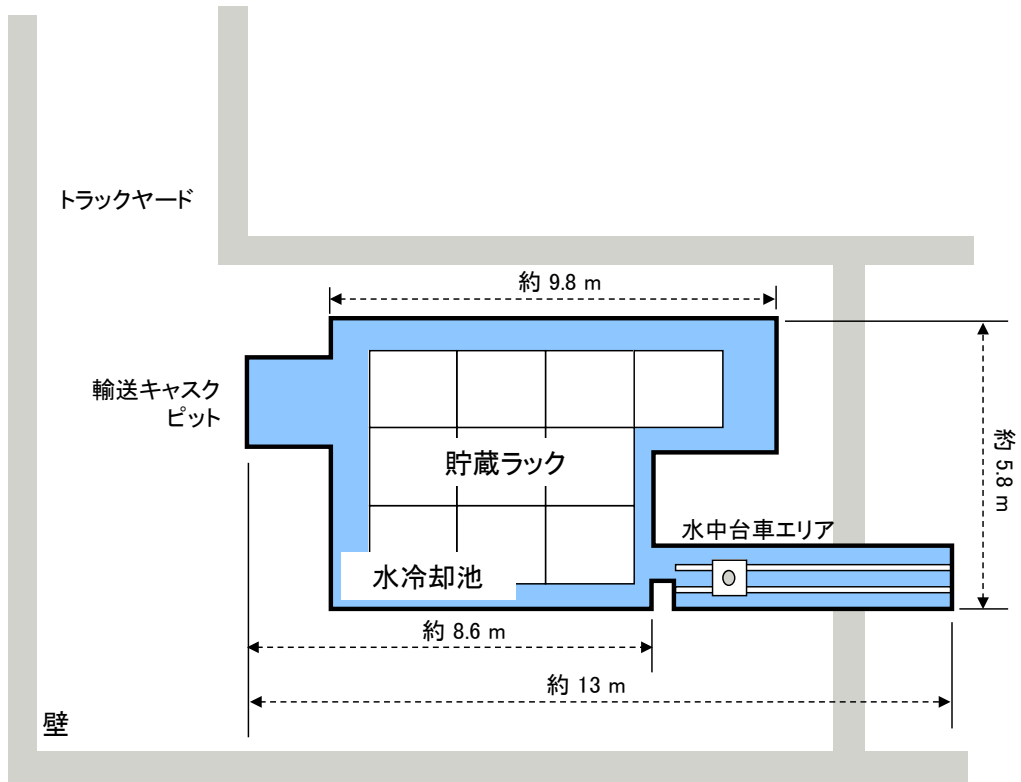 トラックヤード
約 9.8 m
輸送キャスク
ピット
約 5.8 m
貯蔵ラック
水中台車エリア
水冷却池
約 8.6 m
約 13 m
壁